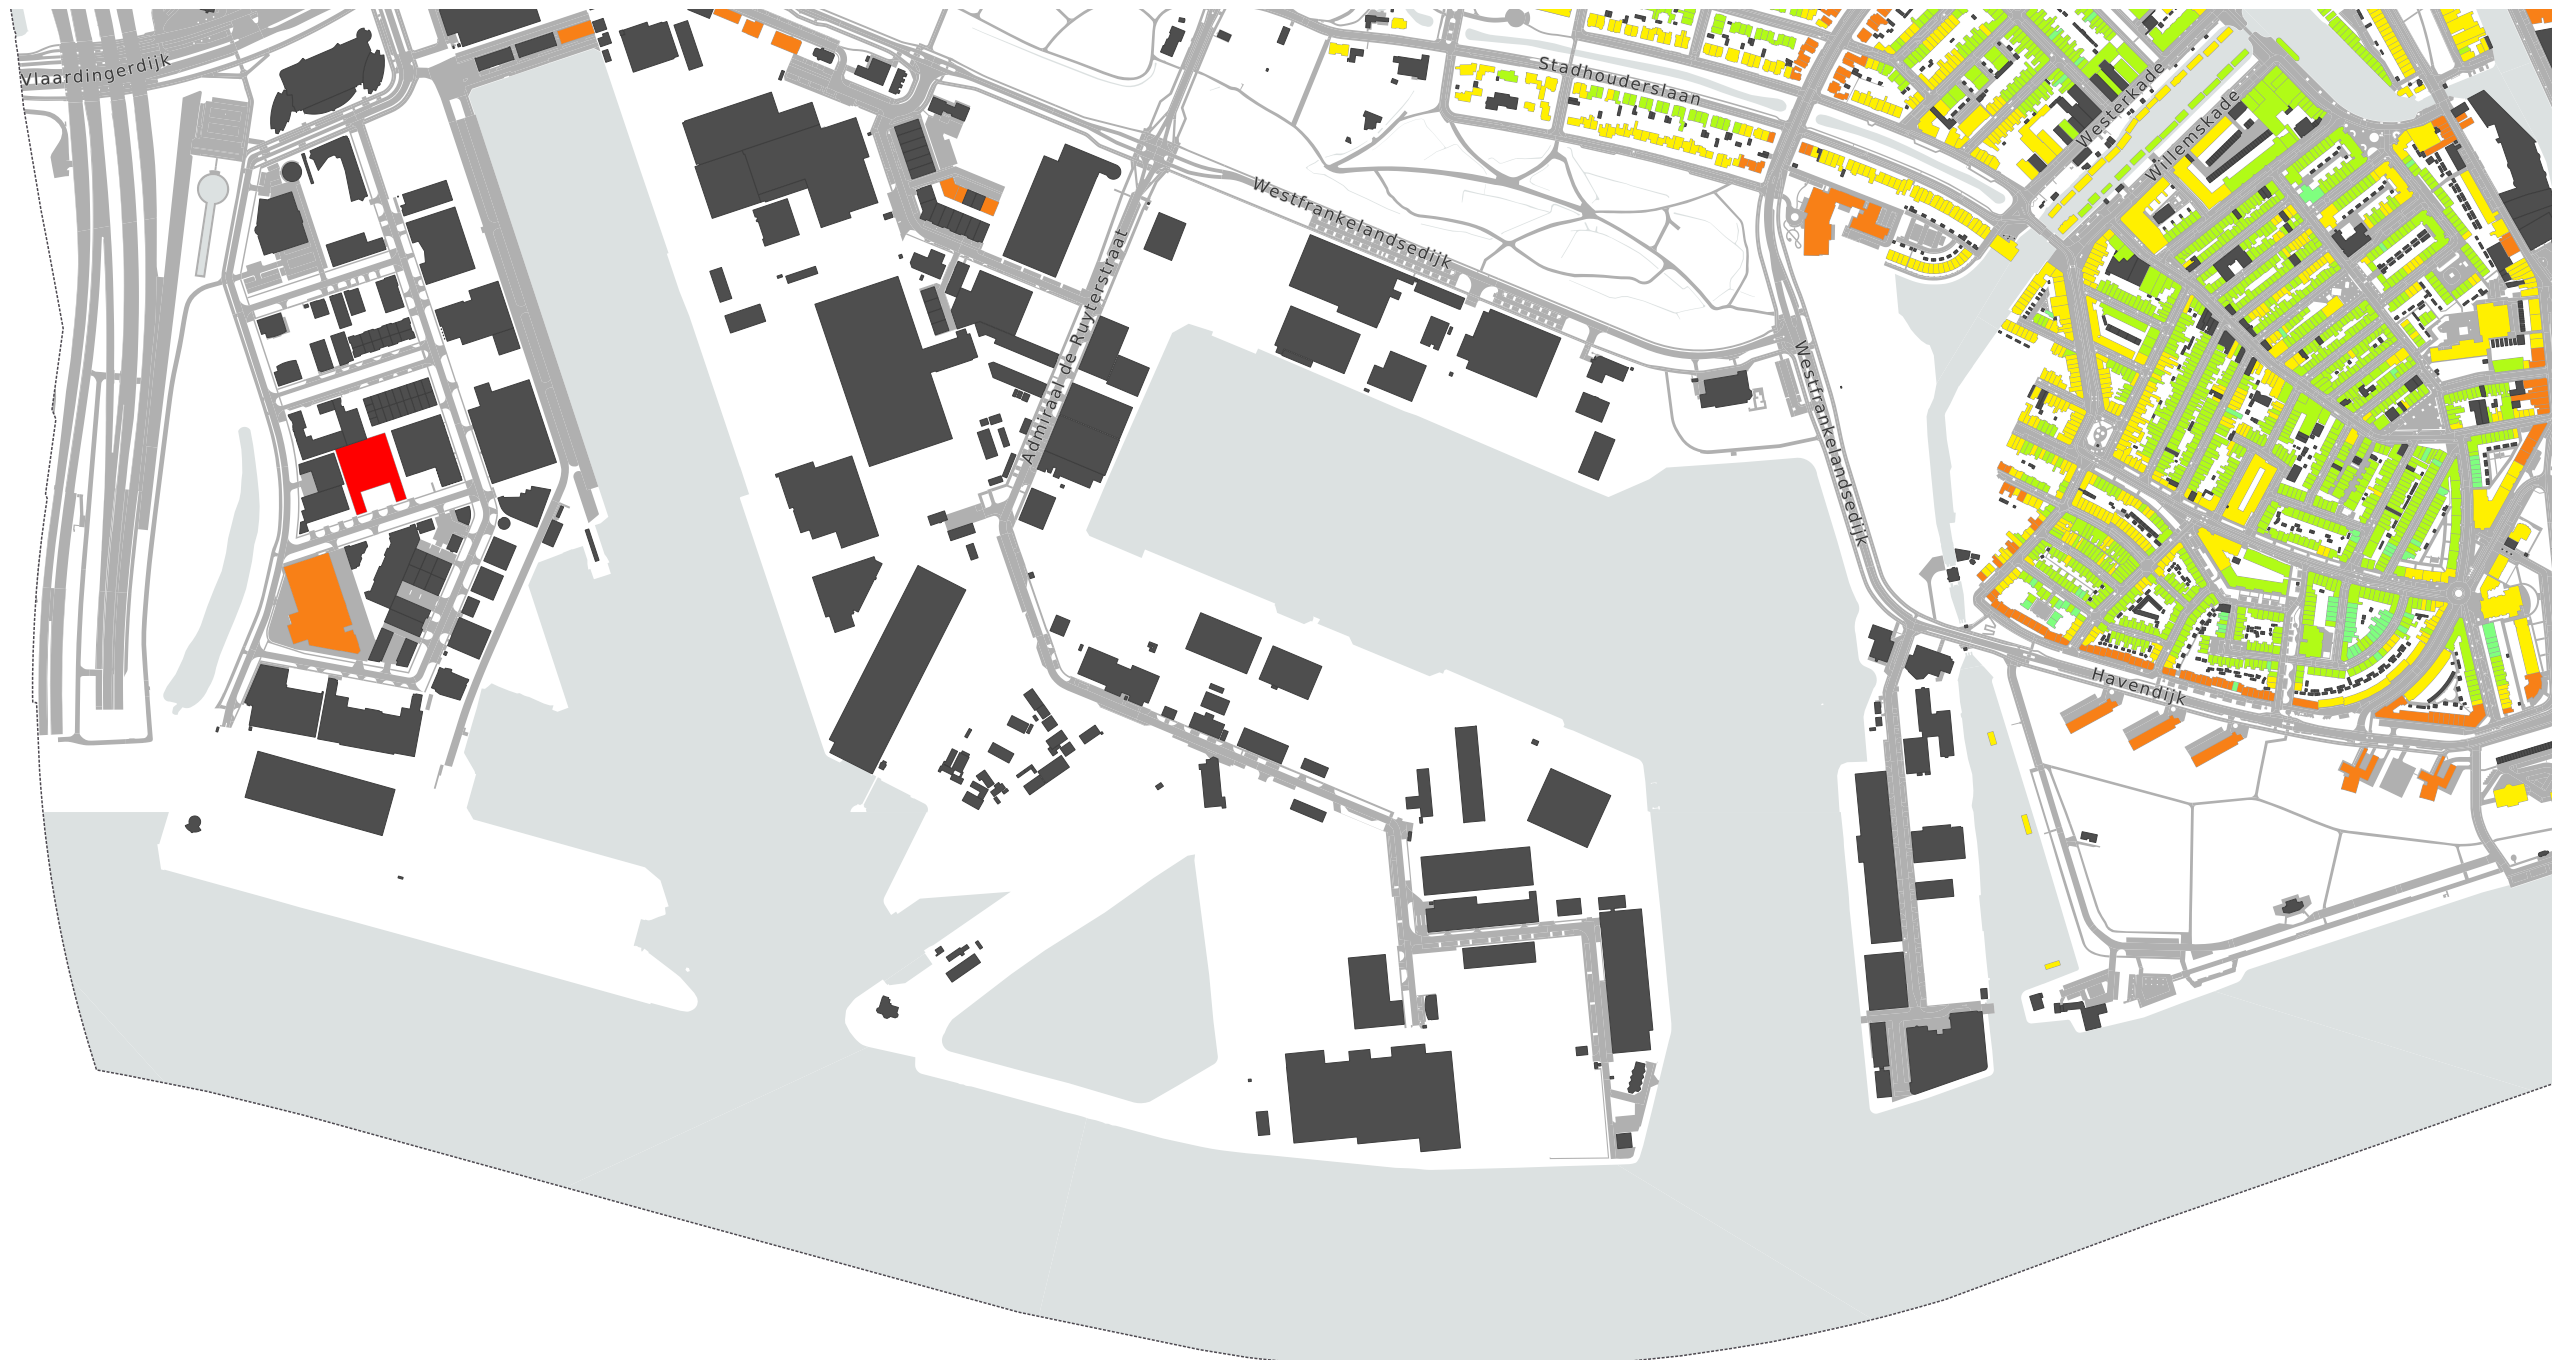 Vlaardingerdijk
Stadhouderslaan
Westerkade
Willemskade
Westfrankelandsedijk
Admiraal de Ruyterstraat
Westfrankelandsedijk
Havendijk